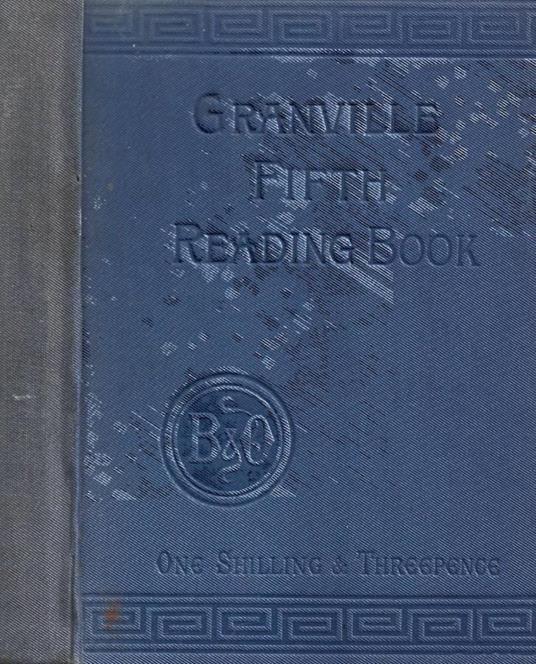 GRANVILLE
FIFTH
READING BOOK
B&O
ONE SHILLING & THREEPENCE